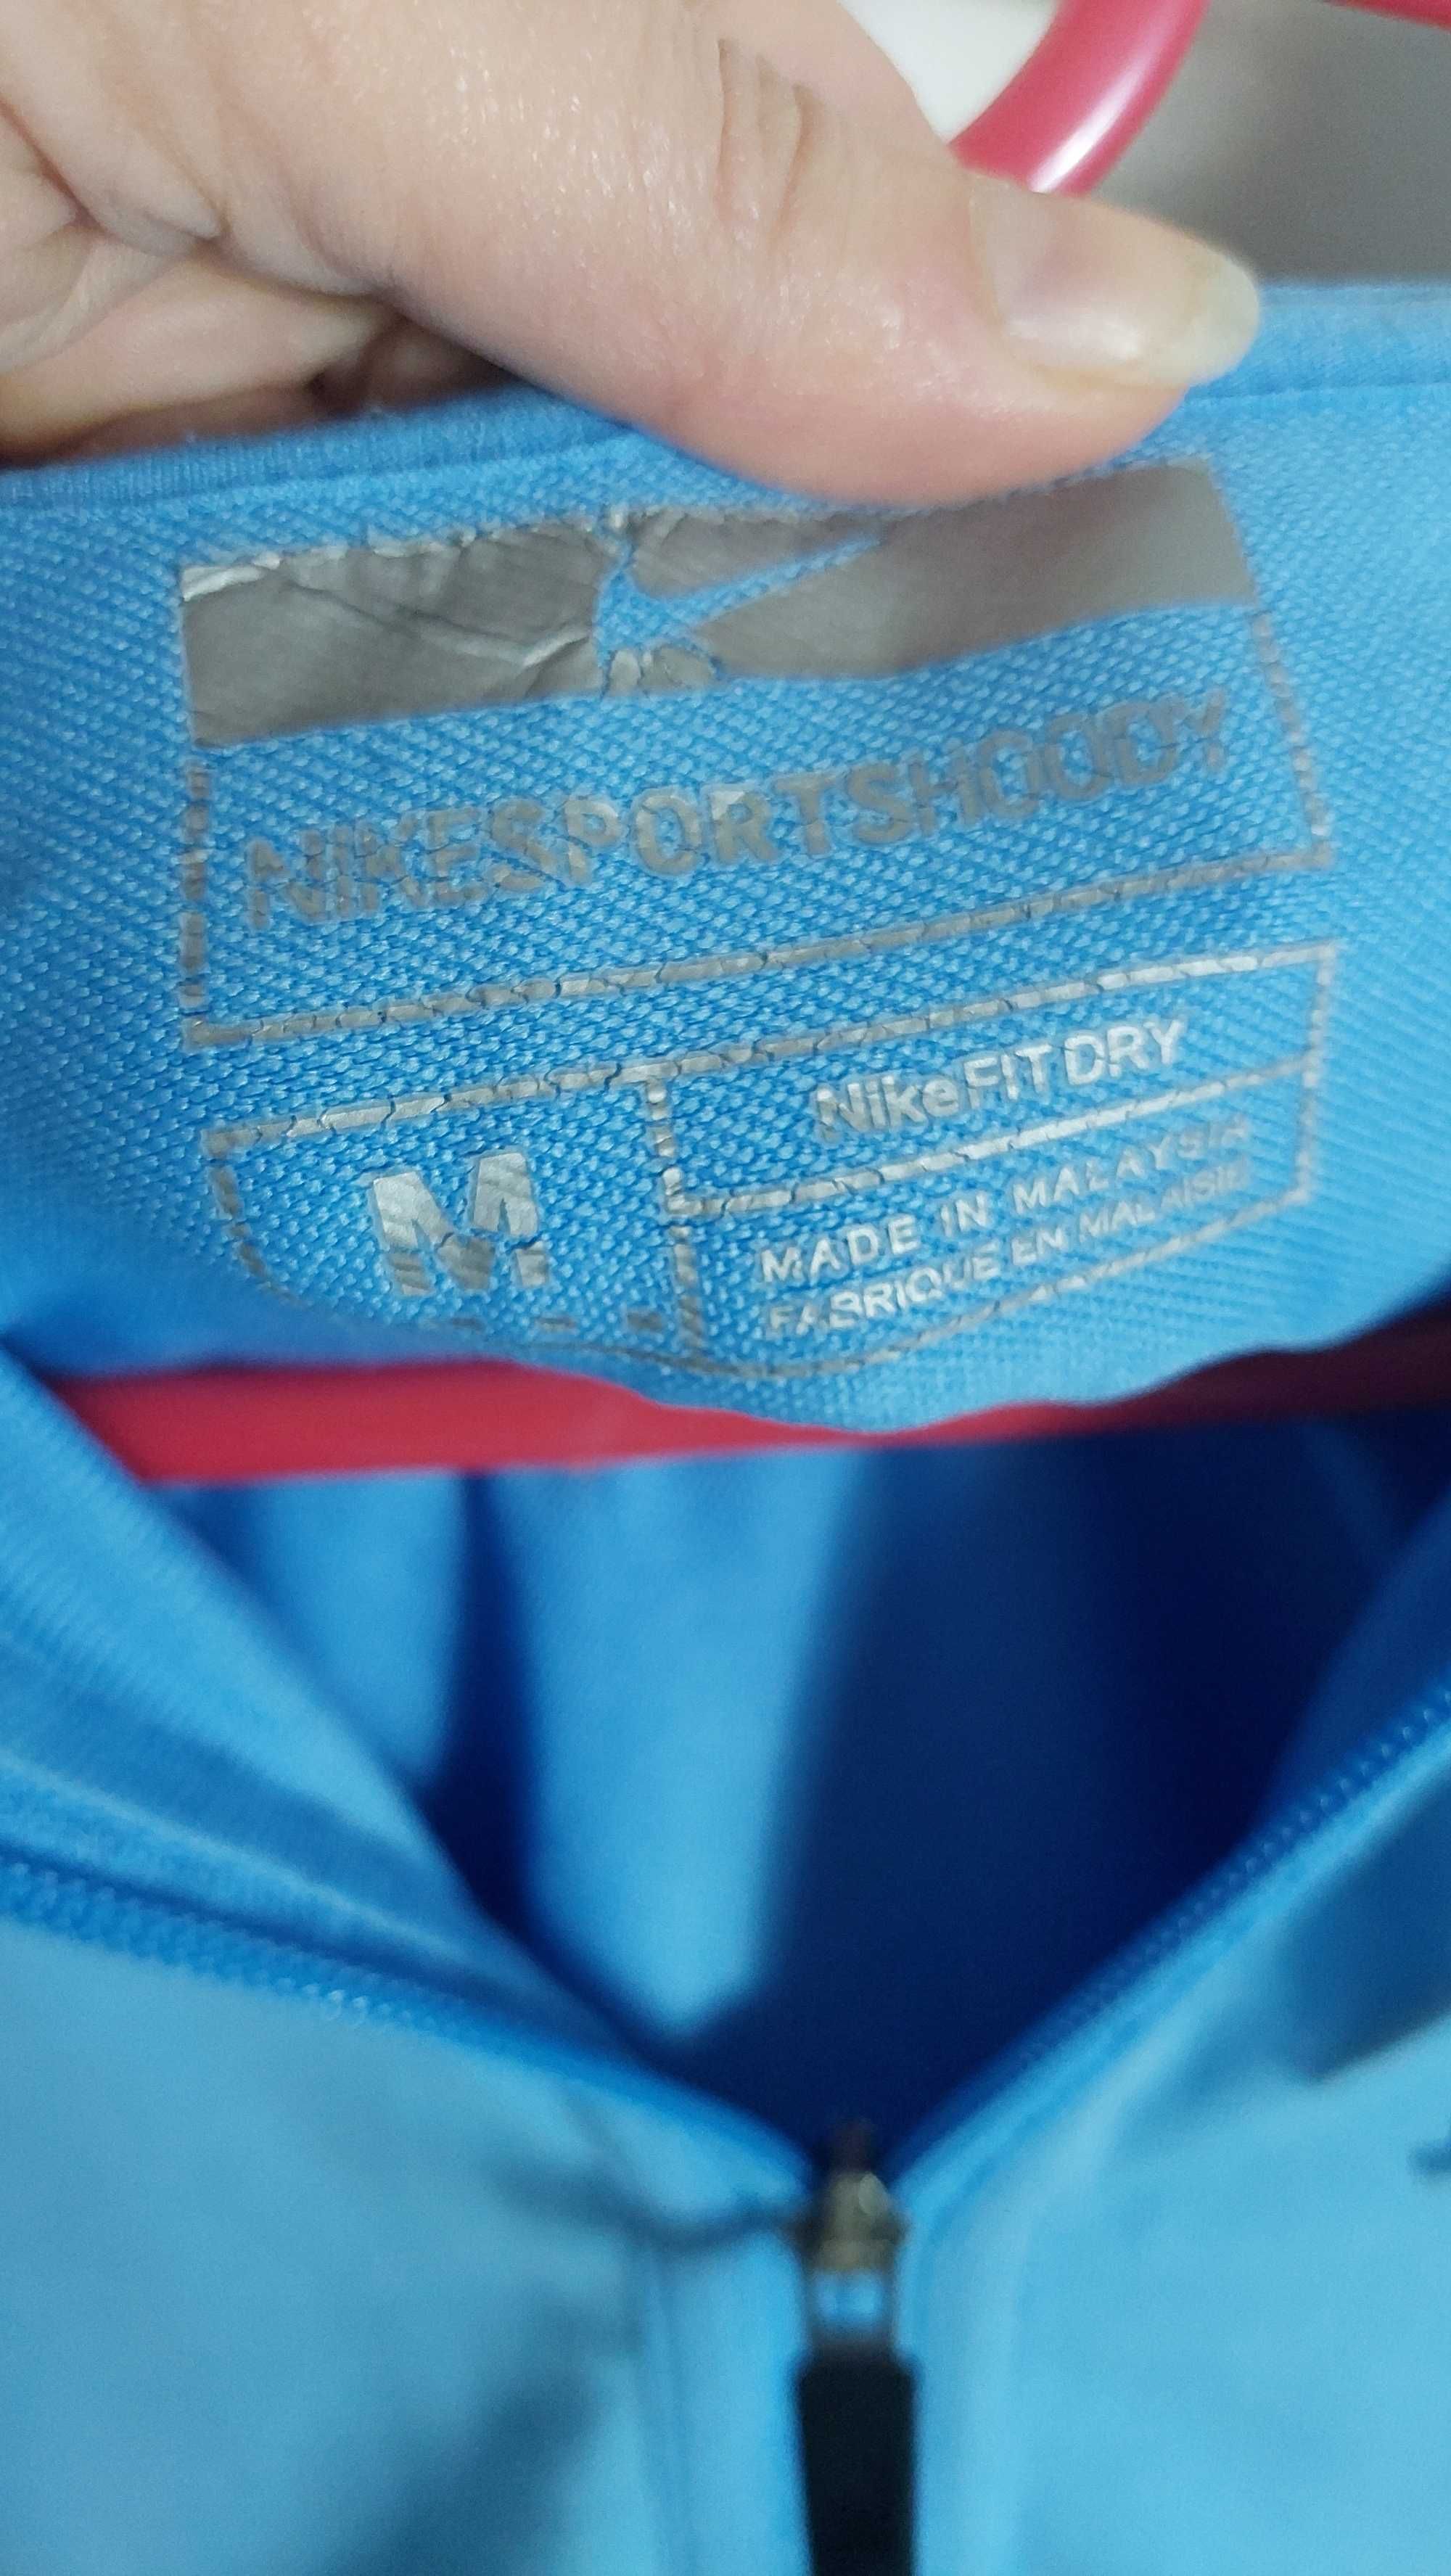 NIKESPORTSHOODY
NikeFIT DRY
M
MADE IN MALAYSIA
FABRIQUE EN MALAISIE